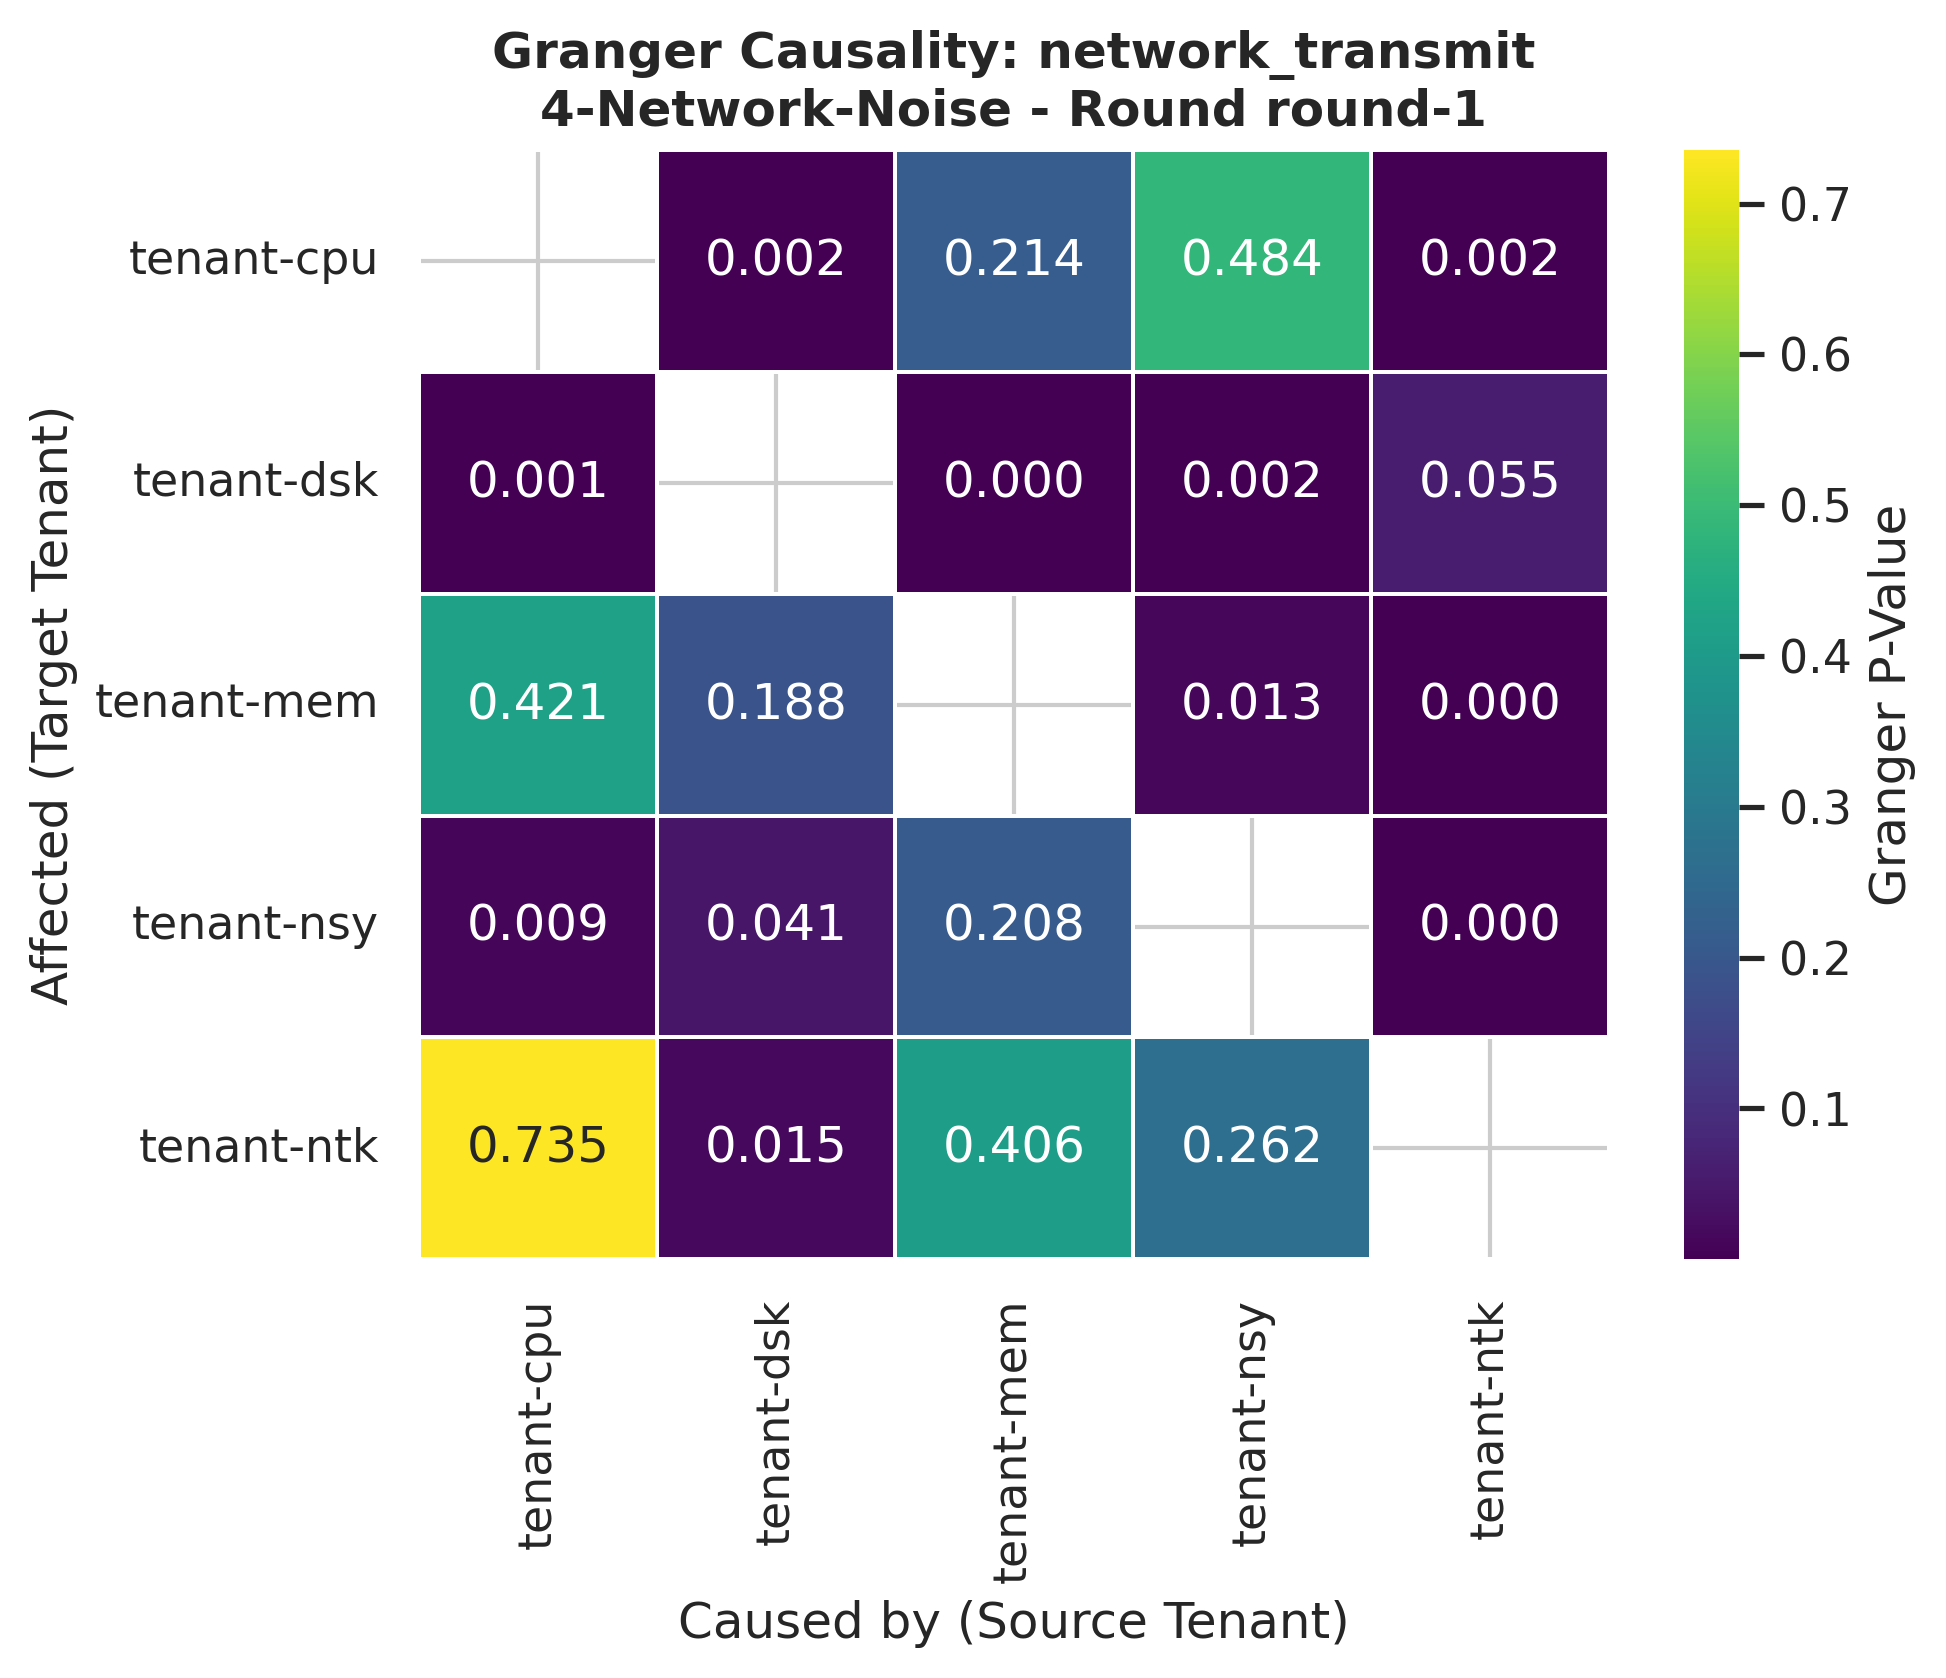 Granger Causality: network_transmit
4-Network-Noise - Round round-1
tenant-cpu
0.002 0.214 0.484 0.002
tenant-dsk
0.001 0.000 0.002 0.055
tenant-mem
0.421 0.188 0.013 0.000
tenant-nsy
0.009 0.041 0.208 0.000
tenant-ntk
0.735 0.015 0.406 0.262
Affected (Target Tenant)
tenant-cpu
tenant-dsk
tenant-mem
tenant-nsy
tenant-ntk
Caused by (Source Tenant)
0.7
0.6
0.5
0.4
0.3
0.2
0.1
Granger P-Value